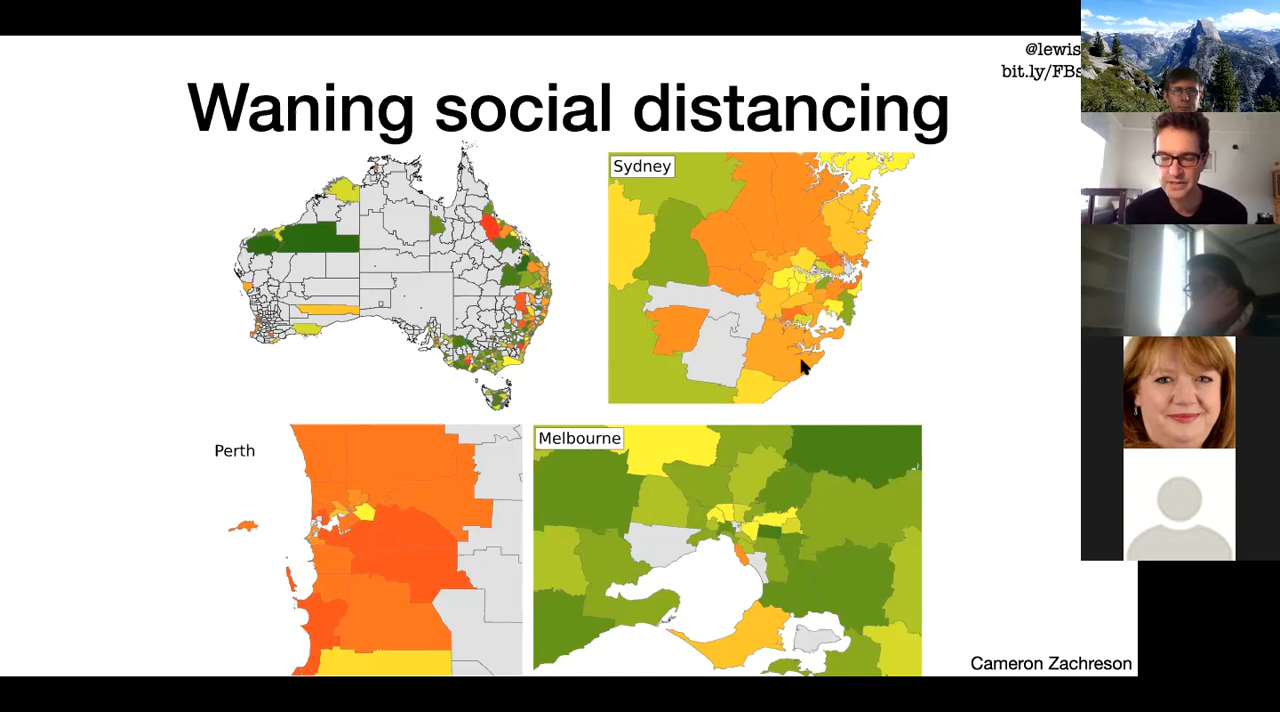 @lewis
bit.ly/FBs
Waning social distancing
Sydney
Perth
Melbourne
Cameron Zachreson